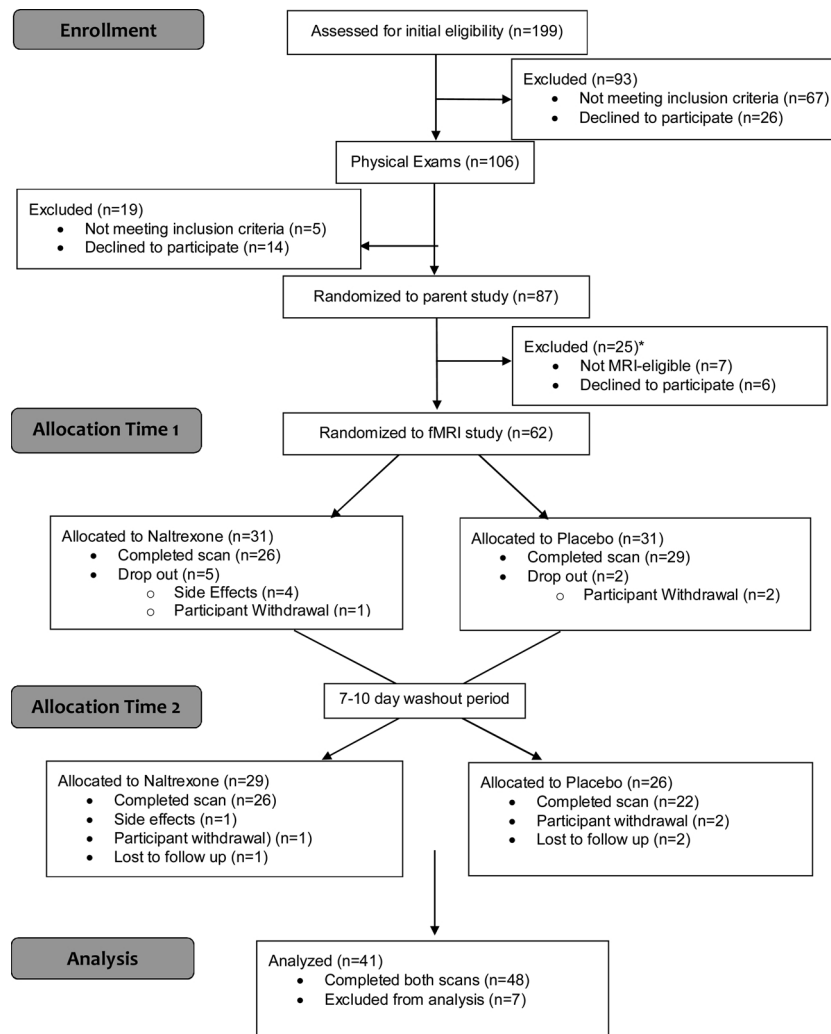 Enrollment
Assessed for initial eligibility (n=199)
Excluded (n=93)
• Not meeting inclusion criteria (n=67)
• Declined to participate (n=26)
Physical Exams (n=106)
Excluded (n=19)
• Not meeting inclusion criteria (n=5)
• Declined to participate (n=14)
Randomized to parent study (n=87)
Excluded (n=25)*
• Not MRI-eligible (n=7)
• Declined to participate (n=6)
Allocation Time 1
Randomized to fMRI study (n=62)
Allocated to Naltrexone (n=31)
• Completed scan (n=26)
• Drop out (n=5)
o Side Effects (n=4)
o Participant Withdrawal (n=1)
Allocated to Placebo (n=31)
• Completed scan (n=29)
• Drop out (n=2)
o Participant Withdrawal (n=2)
Allocation Time 2
7-10 day washout period
Allocated to Naltrexone (n=29)
• Completed scan (n=26)
• Side effects (n=1)
• Participant withdrawal) (n=1)
• Lost to follow up (n=1)
Allocated to Placebo (n=26)
• Completed scan (n=22)
• Participant withdrawal (n=2)
• Lost to follow up (n=2)
Analysis
Analyzed (n=41)
• Completed both scans (n=48)
• Excluded from analysis (n=7)